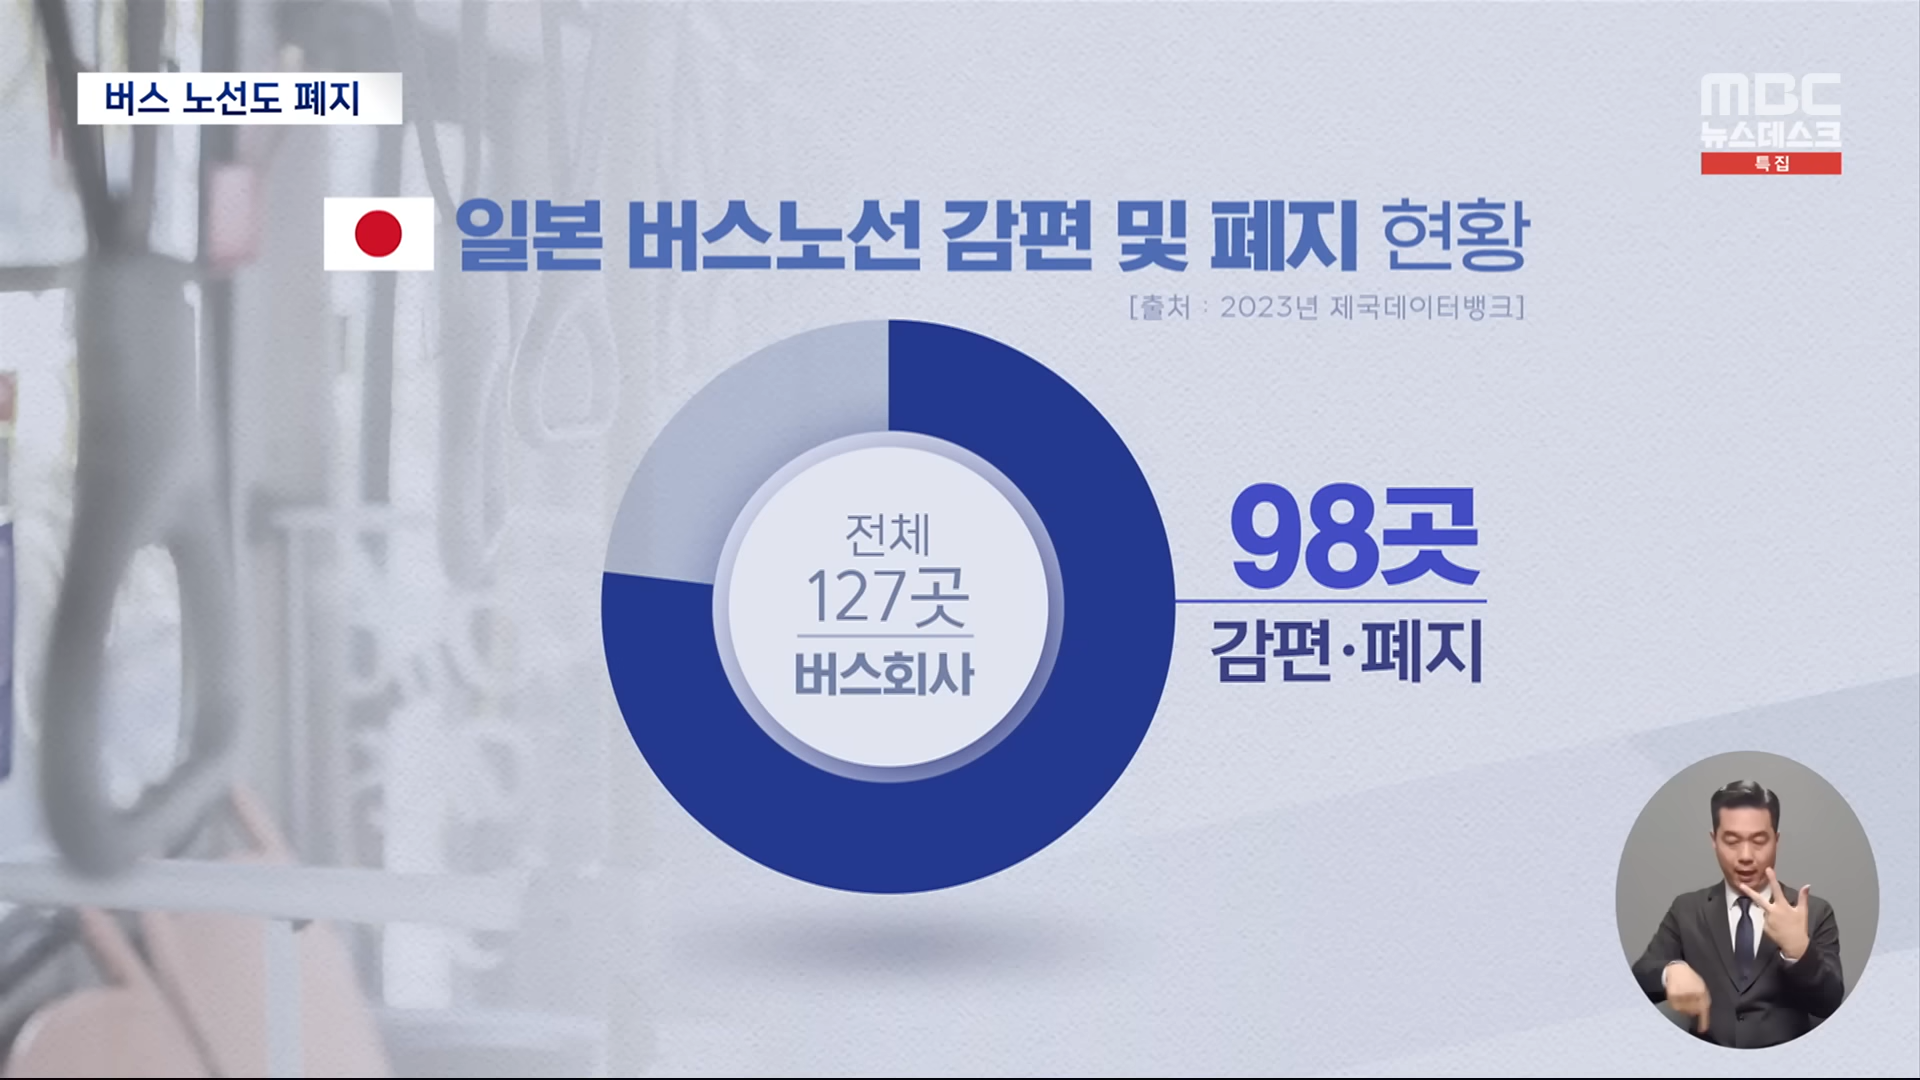 버스 노선도 폐지
MBC
뉴스데스크
특집
일본 버스노선 감편 및 폐지 현황
[출처 : 2023년 제국데이터뱅크]
전체
127곳
버스회사
98곳
감편·폐지